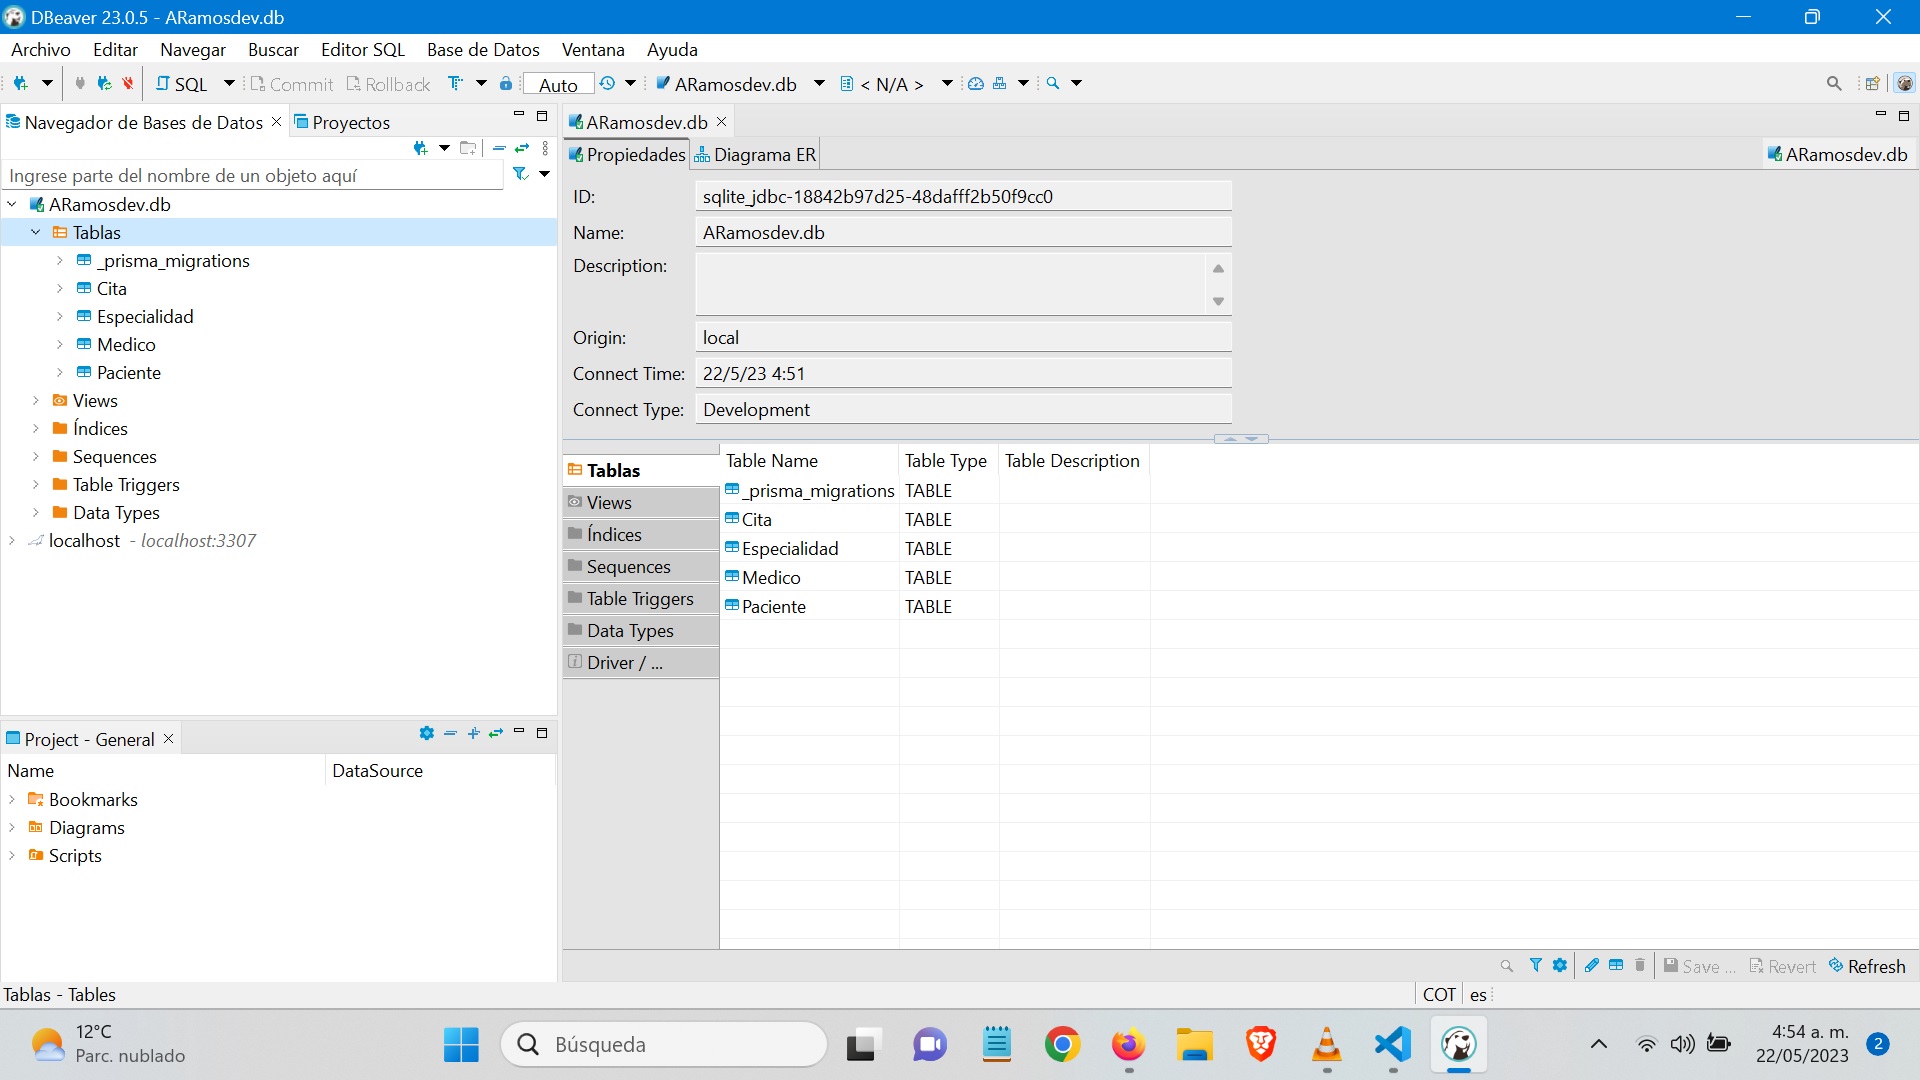 DBeaver 23.0.5 - ARamosdev.db
Archivo Editar Navegar Buscar Editor SQL Base de Datos Ventana Ayuda
SQL Commit Rollback Auto ARamosdev.db < N/A >
Navegador de Bases de Datos Proyectos
Ingrese parte del nombre de un objeto aquí
ARamosdev.db
Tablas
_prisma_migrations
Cita
Especialidad
Medico
Paciente
Views
Índices
Sequences
Table Triggers
Data Types
localhost - localhost:3307
Project - General
Name DataSource
Bookmarks
Diagrams
Scripts
ARamosdev.db
Propiedades Diagrama ER ARamosdev.db
ID: sqlite_jdbc-18842b97d25-48dafff2b50f9cc0
Name: ARamosdev.db
Description:
Origin: local
Connect Time: 22/5/23 4:51
Connect Type: Development
Tablas
Views
Índices
Sequences
Table Triggers
Data Types
Driver / ...
Table Name Table Type Table Description
_prisma_migrations TABLE
Cita TABLE
Especialidad TABLE
Medico TABLE
Paciente TABLE
Save ... Revert Refresh
Tablas - Tables COT es
12°C
Parc. nublado
Búsqueda
4:54 a. m.
22/05/2023
2